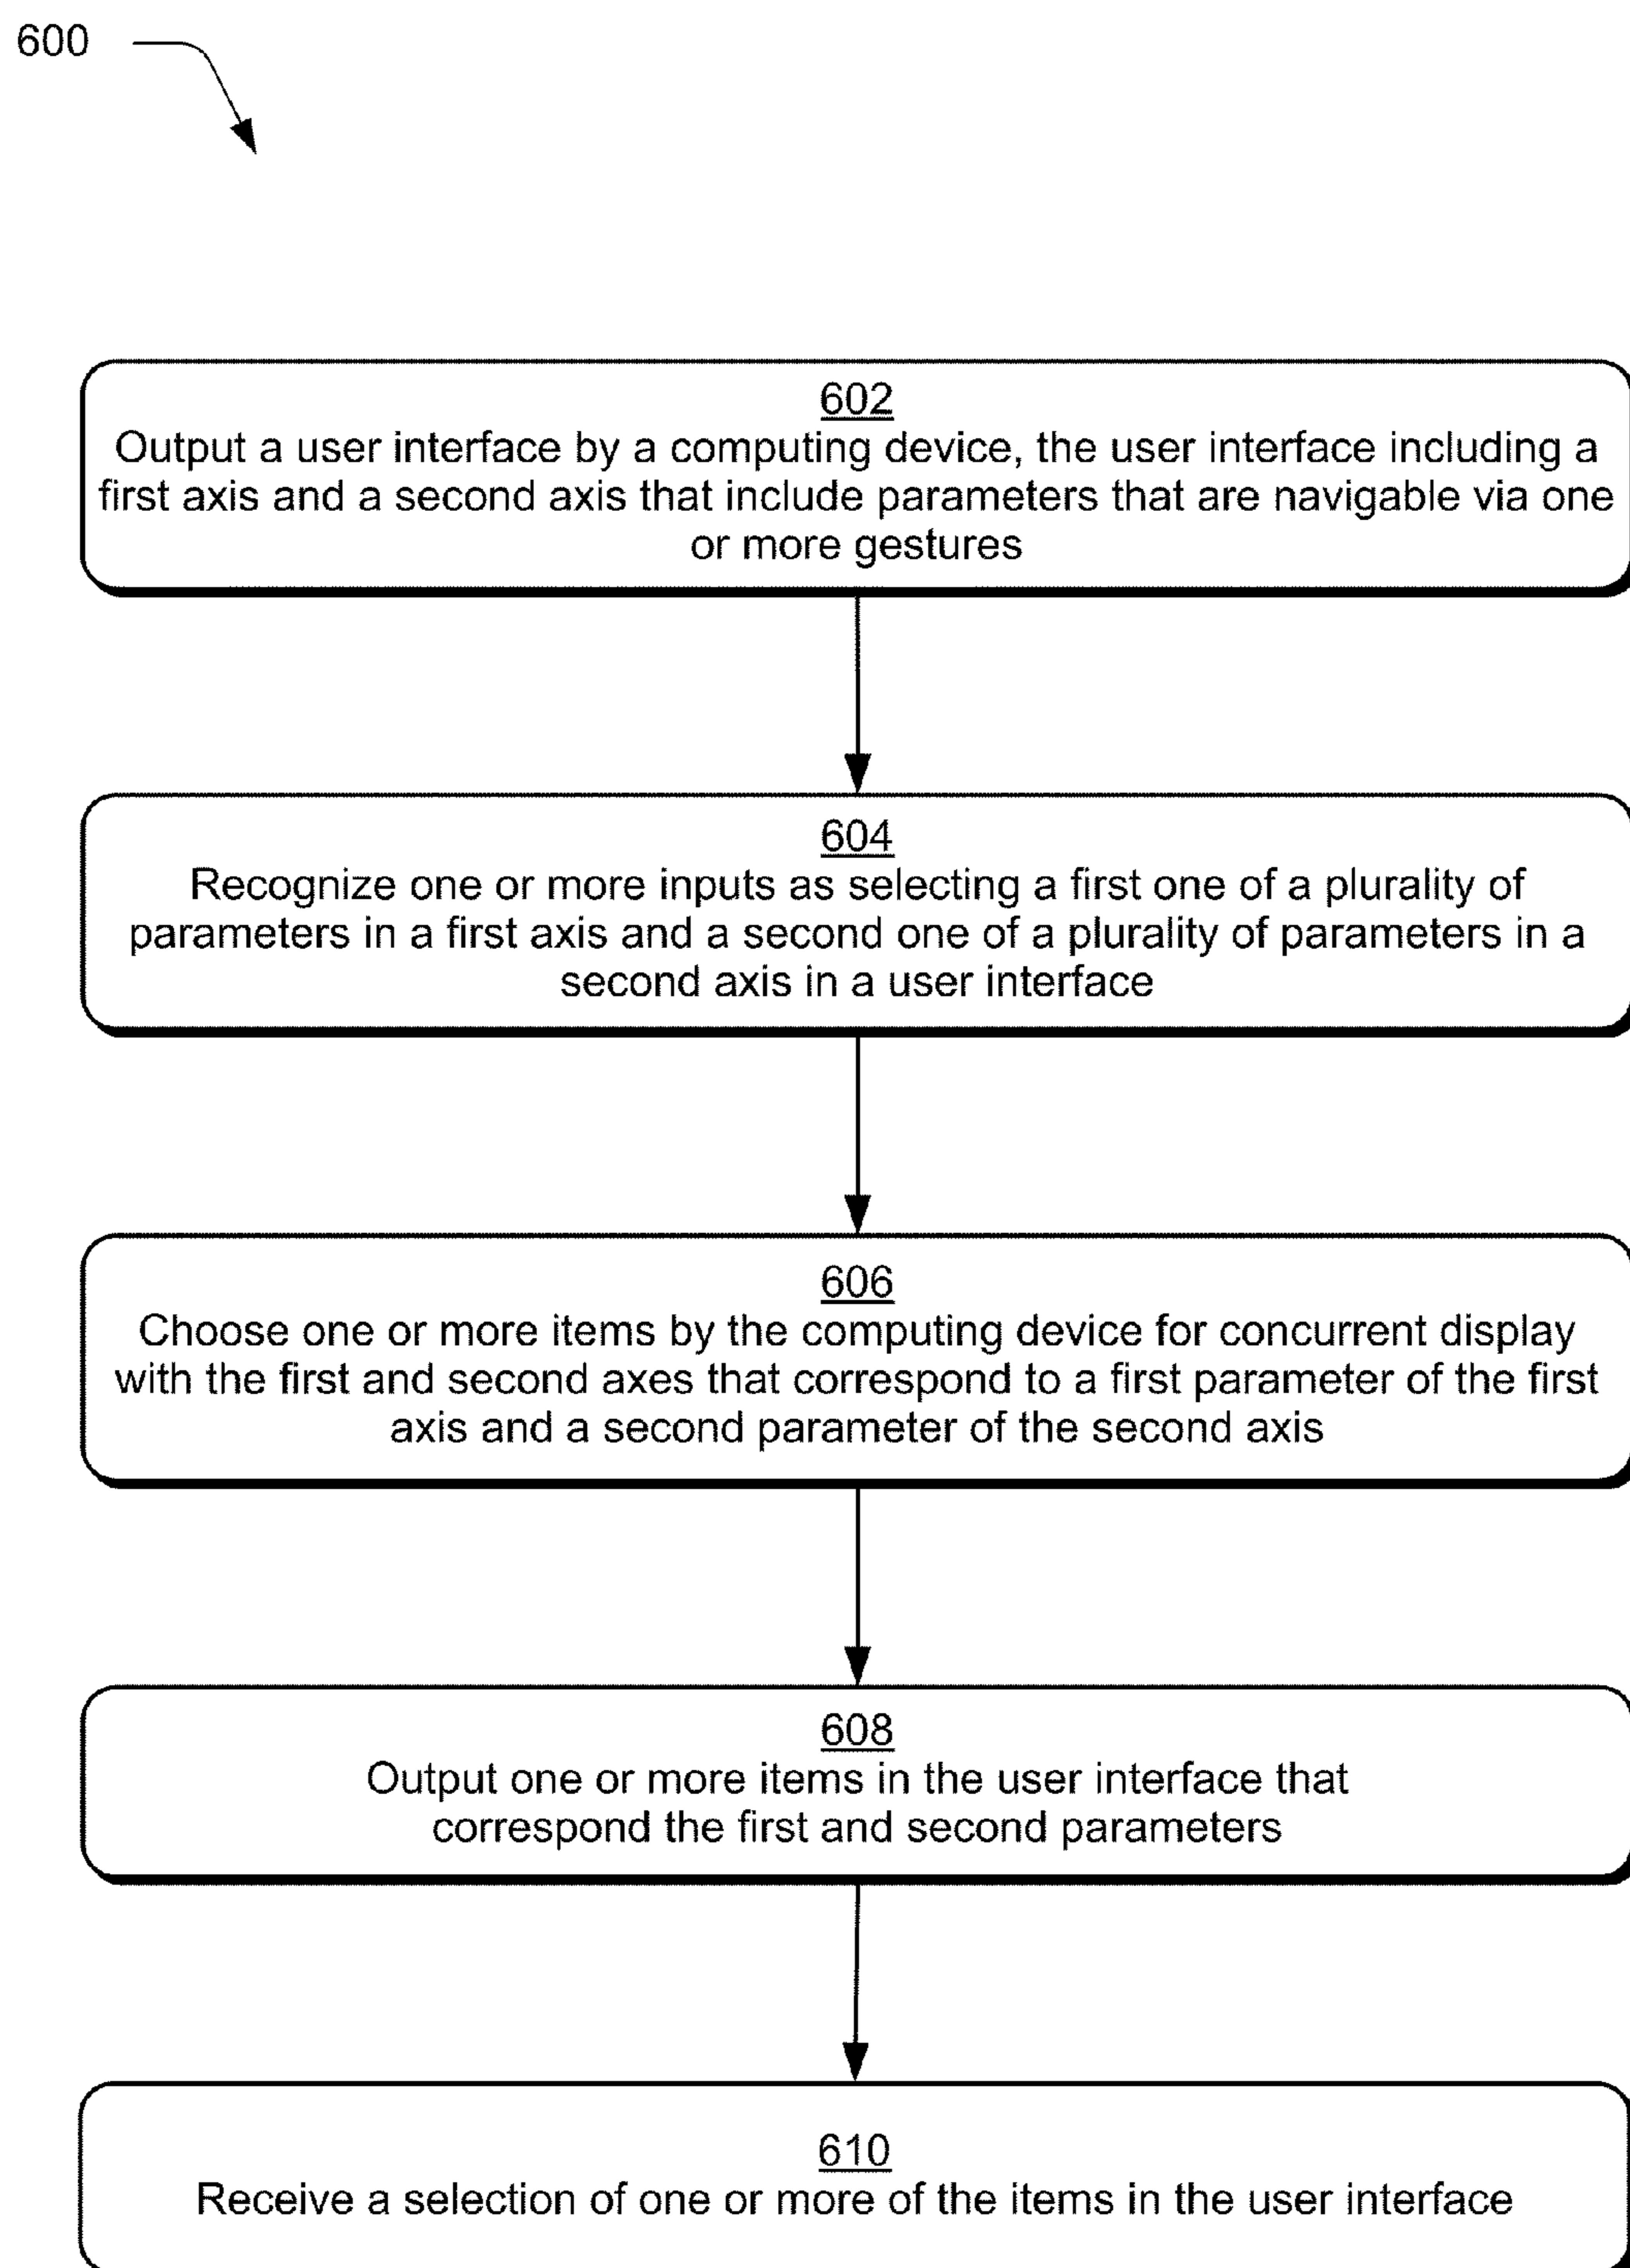 600
602
Output a user interface by a computing device, the user interface including a
first axis and a second axis that include parameters that are navigable via one
or more gestures
604
Recognize one or more inputs as selecting a first one of a plurality of
parameters in a first axis and a second one of a plurality of parameters in a
second axis in a user interface
606
Choose one or more items by the computing device for concurrent display
with the first and second axes that correspond to a first parameter of the first
axis and a second parameter of the second axis
608
Output one or more items in the user interface that
correspond the first and second parameters
610
Receive a selection of one or more of the items in the user interface